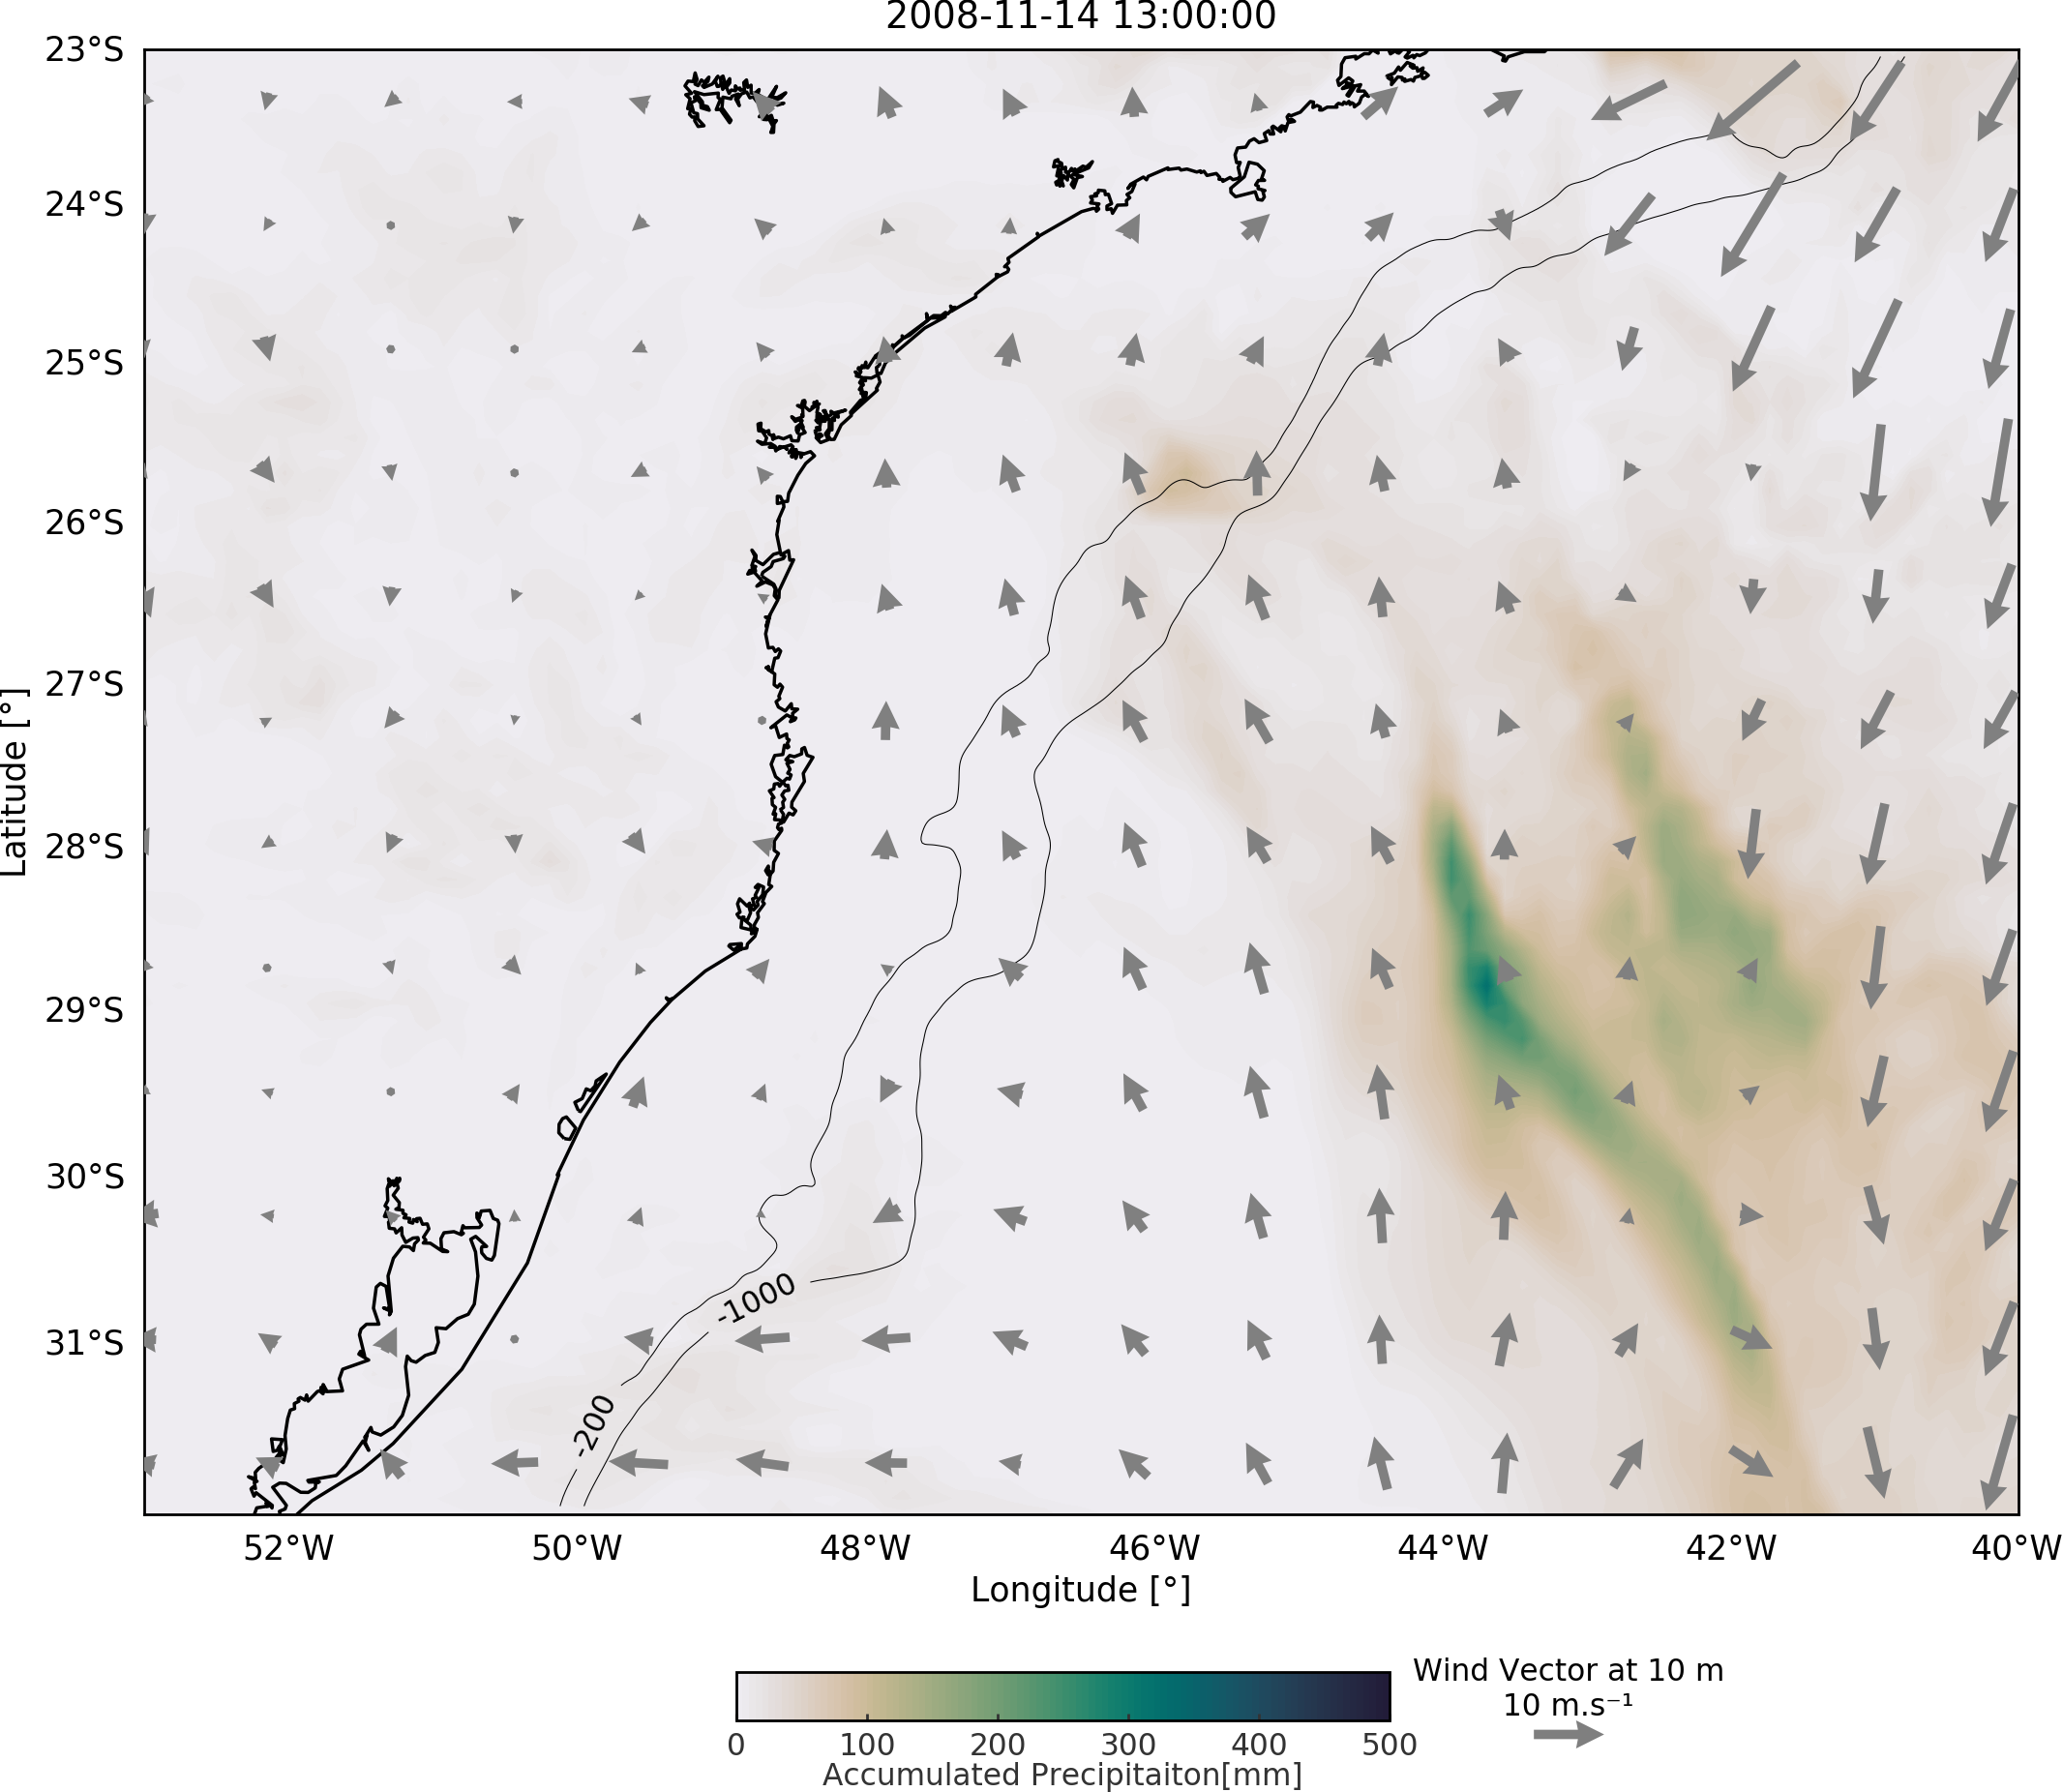 2008-11-14 13:00:00
23°S
24°S
25°S
26°S
27°S
28°S
29°S
30°S
31°S
Latitude [°]
-1000
-200
52°W 50°W 48°W 46°W 44°W 42°W 40°W
Longitude [°]
Wind Vector at 10 m
10 m.s⁻¹
0 100 200 300 400 500
Accumulated Precipitaiton[mm]